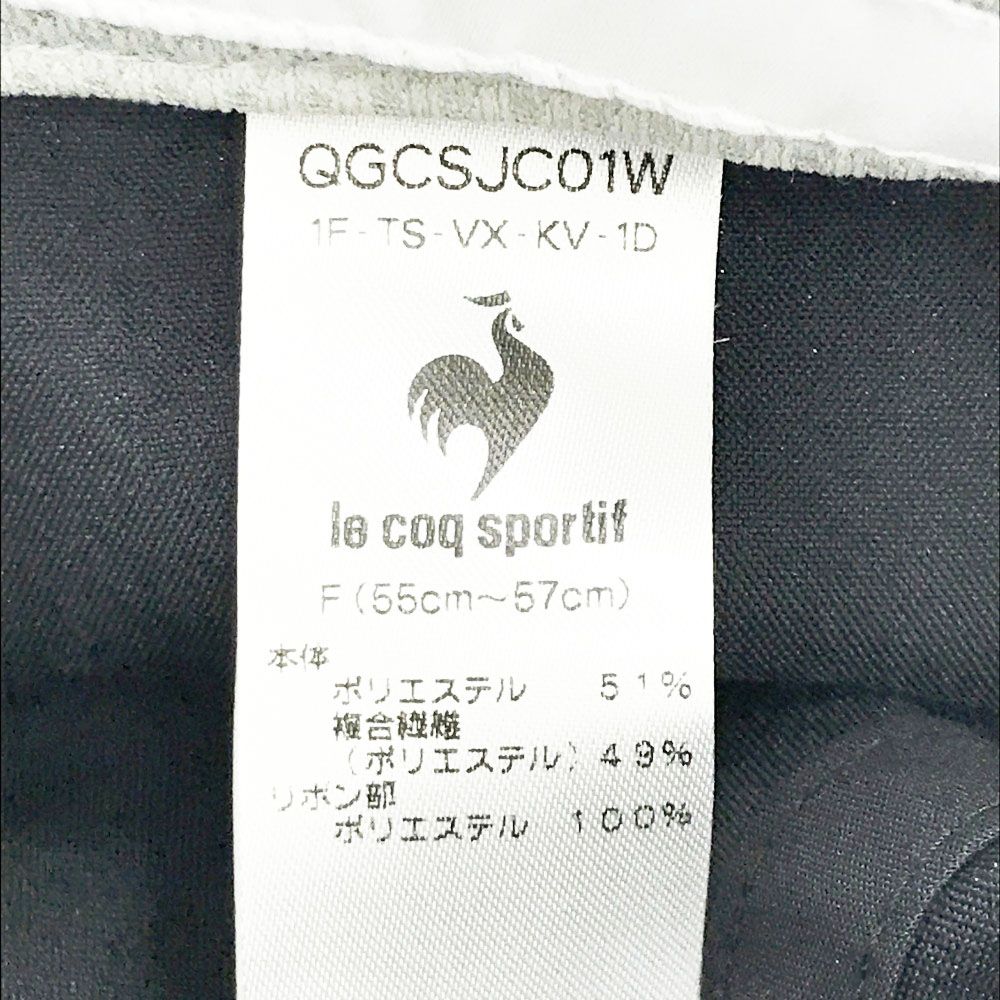 QGCSJC01W
1F-TS-VX-KV-1D
le coq sportif
F(55cm～57cm)
本体
ポリエステル 51%
複合繊維
(ポリエステル) 49%
リボン部
ポリエステル 100%